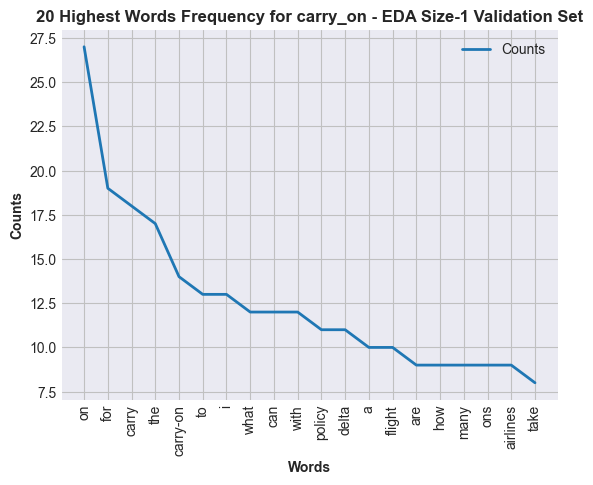 20 Highest Words Frequency for carry_on - EDA Size-1 Validation Set
Counts
27.5
25.0
22.5
20.0
17.5
15.0
12.5
10.0
7.5
Counts
on
for
carry
the
carry-on
to
i
what
can
with
policy
delta
a
flight
are
how
many
ons
airlines
take
Words